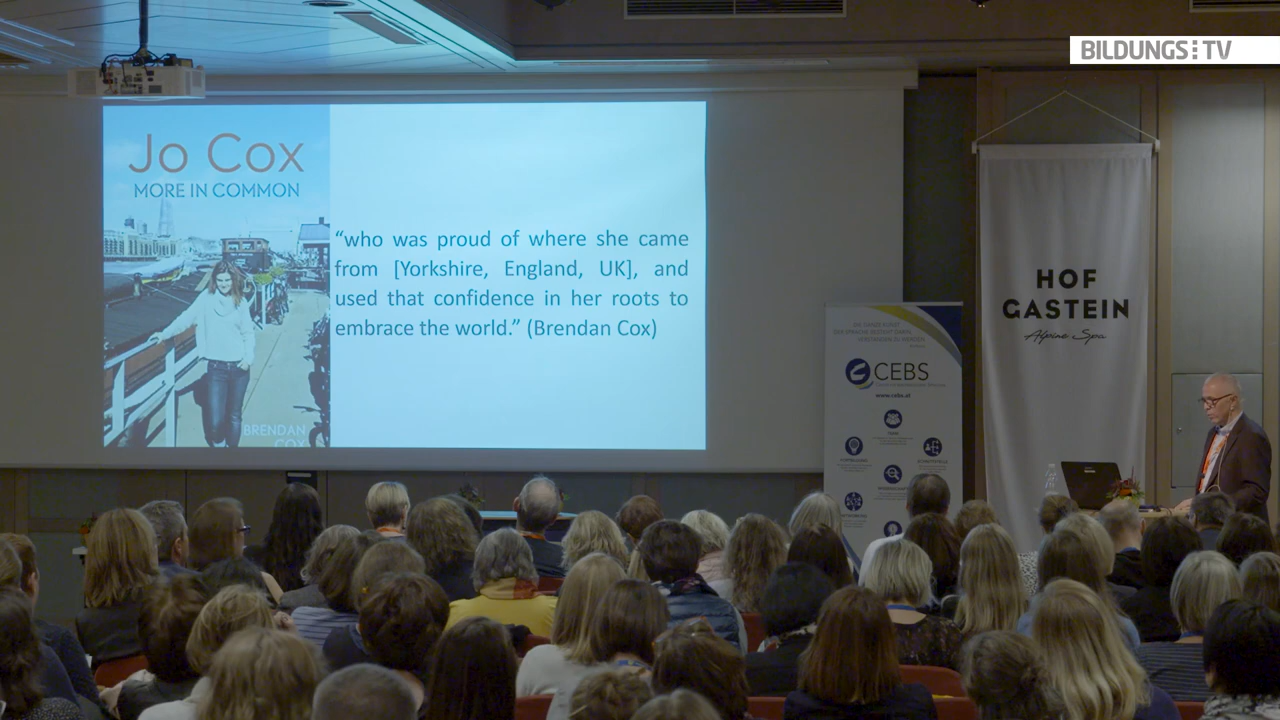 BILDUNGS TV
Jo Cox
MORE IN COMMON
“who was proud of where she came
from [Yorkshire, England, UK], and
used that confidence in her roots to
embrace the world.” (Brendan Cox)
BRENDAN
COX
CEBS
www.cebs.at
HOF
GASTEIN
Alpine Spa